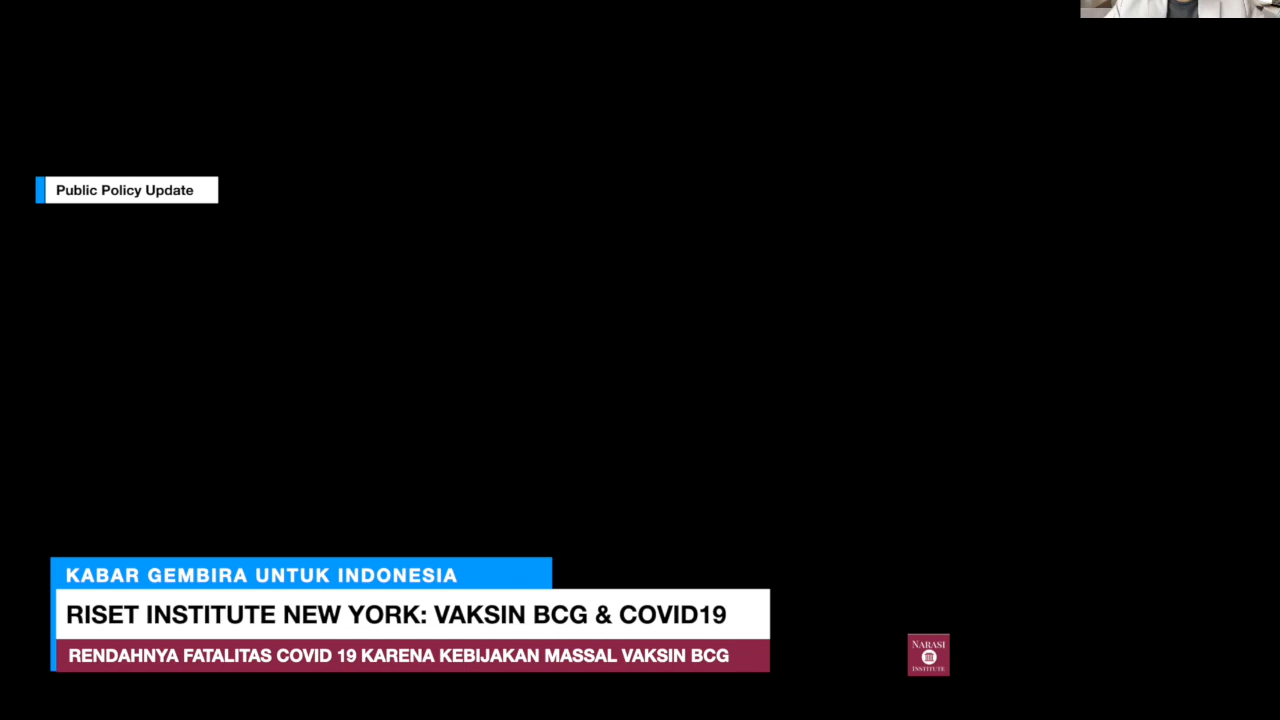 Public Policy Update
KABAR GEMBIRA UNTUK INDONESIA
RISET INSTITUTE NEW YORK: VAKSIN BCG & COVID19
RENDAHNYA FATALITAS COVID 19 KARENA KEBIJAKAN MASSAL VAKSIN BCG
NARASI
INSTITUTE